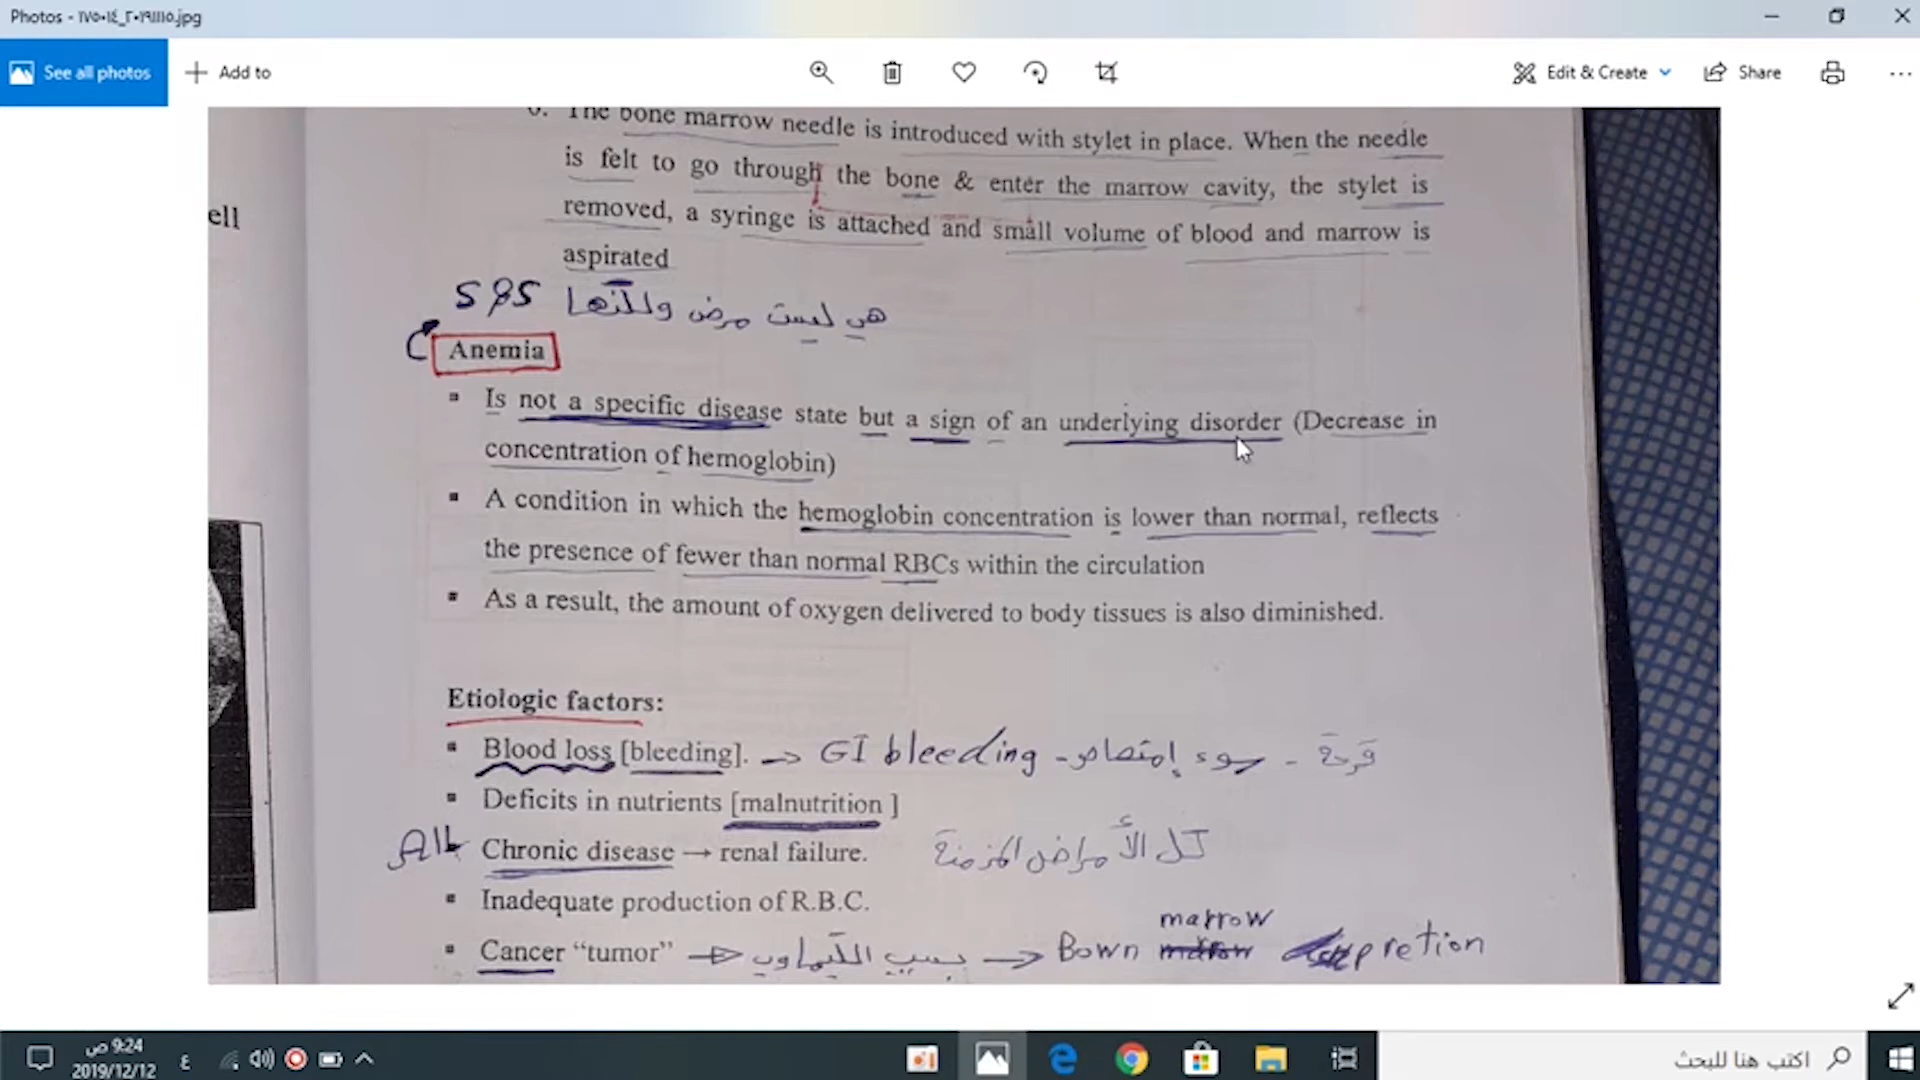 Photos - ٢٠١٩١١١٥_١٧٥٠١٤.jpg
See all photos
Add to
Edit & Create
Share
The bone marrow needle is introduced with stylet in place. When the needle
is felt to go through the bone & enter the marrow cavity, the stylet is
removed, a syringe is attached and small volume of blood and marrow is
aspirated
ell
هي ليست مرض ولكنها S&S
Anemia
▪ Is not a specific disease state but a sign of an underlying disorder (Decrease in
concentration of hemoglobin)
▪ A condition in which the hemoglobin concentration is lower than normal, reflects
the presence of fewer than normal RBCs within the circulation
▪ As a result, the amount of oxygen delivered to body tissues is also diminished.
Etiologic factors:
▪ Blood loss [bleeding]. → GI bleeding - سوء إمتصاص - قرحة
▪ Deficits in nutrients [malnutrition ]
All Chronic disease → renal failure. كل الأمراض المزمنة
▪ Inadequate production of R.B.C.
▪ Cancer “tumor” → بسبب الكيماوي → Bown marrow pretion
9:24 ص
2019/12/12
ع
اكتب هنا للبحث